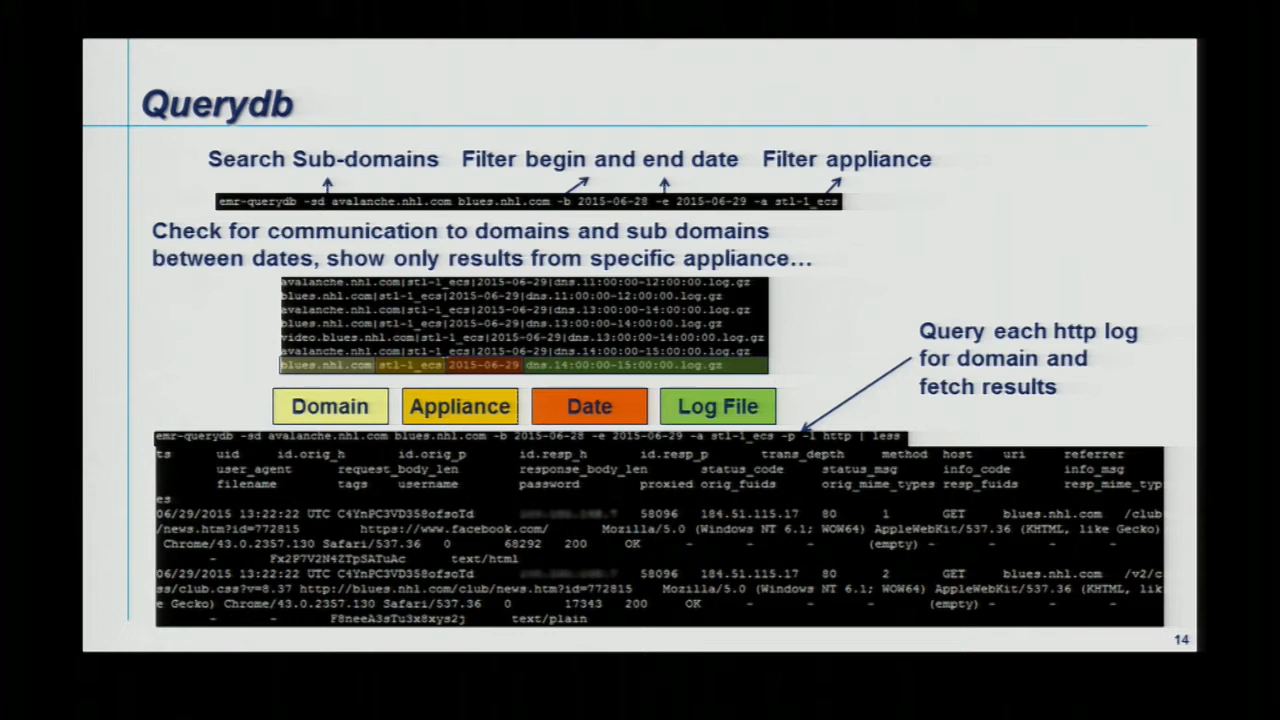 Querydb
Search Sub-domains Filter begin and end date Filter appliance
emr-querydb -sd avalanche.nhl.com blues.nhl.com -b 2015-06-28 -e 2015-06-29 -a stl-1_ecs
Check for communication to domains and sub domains
between dates, show only results from specific appliance…
avalanche.nhl.com|stl-1_ecs|2015-06-29|dns.11:00:00-12:00:00.log.gz
blues.nhl.com|stl-1_ecs|2015-06-29|dns.11:00:00-12:00:00.log.gz
avalanche.nhl.com|stl-1_ecs|2015-06-29|dns.13:00:00-14:00:00.log.gz
blues.nhl.com|stl-1_ecs|2015-06-29|dns.13:00:00-14:00:00.log.gz
video.blues.nhl.com|stl-1_ecs|2015-06-29|dns.13:00:00-14:00:00.log.gz
avalanche.nhl.com|stl-1_ecs|2015-06-29|dns.14:00:00-15:00:00.log.gz
blues.nhl.com|stl-1_ecs|2015-06-29|dns.14:00:00-15:00:00.log.gz
Query each http log
for domain and
fetch results
Domain Appliance Date Log File
emr-querydb -sd avalanche.nhl.com blues.nhl.com -b 2015-06-28 -e 2015-06-29 -a stl-1_ecs -p -l http | less
ts uid id.orig_h id.orig_p id.resp_h id.resp_p trans_depth method host uri referrer
user_agent request_body_len response_body_len status_code status_msg info_code info_msg
filename tags username password proxied orig_fuids orig_mime_types resp_fuids resp_mime_typ
es
06/29/2015 13:22:22 UTC C4YnPC3VD358ofsoTd 58096 184.51.115.17 80 1 GET blues.nhl.com /club
/news.htm?id=772815 https://www.facebook.com/ Mozilla/5.0 (Windows NT 6.1; WOW64) AppleWebKit/537.36 (KHTML, like Gecko)
Chrome/43.0.2357.130 Safari/537.36 0 68292 200 OK - - - (empty) - - -
- Fx2P7V2N4ZTpSATuAc text/html
06/29/2015 13:22:22 UTC C4YnPC3VD358ofsoTd 58096 184.51.115.17 80 2 GET blues.nhl.com /v2/c
ss/club.css?v=8.37 http://blues.nhl.com/club/news.htm?id=772815 Mozilla/5.0 (Windows NT 6.1; WOW64) AppleWebKit/537.36 (KHTML, lik
e Gecko) Chrome/43.0.2357.130 Safari/537.36 0 17343 200 OK - - - (empty) - -
- - F8neeA3sTu3x8xys2j text/plain
14